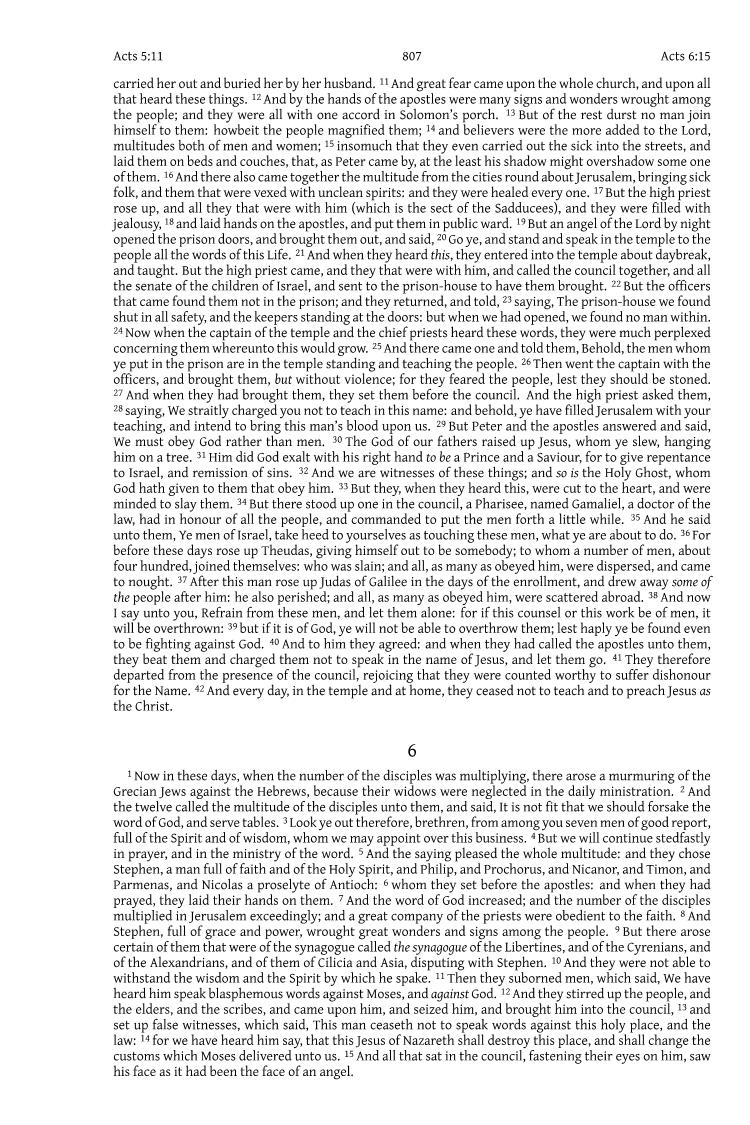 Acts 5:11 807 Acts 6:15
carried her out and buried her by her husband. 11 And great fear came upon the whole church, and upon all
that heard these things. 12 And by the hands of the apostles were many signs and wonders wrought among
the people; and they were all with one accord in Solomon’s porch. 13 But of the rest durst no man join
himself to them: howbeit the people magnified them; 14 and believers were the more added to the Lord,
multitudes both of men and women; 15 insomuch that they even carried out the sick into the streets, and
laid them on beds and couches, that, as Peter came by, at the least his shadow might overshadow some one
of them. 16 And there also came together the multitude from the cities round about Jerusalem, bringing sick
folk, and them that were vexed with unclean spirits: and they were healed every one. 17 But the high priest
rose up, and all they that were with him (which is the sect of the Sadducees), and they were filled with
jealousy, 18 and laid hands on the apostles, and put them in public ward. 19 But an angel of the Lord by night
opened the prison doors, and brought them out, and said, 20 Go ye, and stand and speak in the temple to the
people all the words of this Life. 21 And when they heard this, they entered into the temple about daybreak,
and taught. But the high priest came, and they that were with him, and called the council together, and all
the senate of the children of Israel, and sent to the prison-house to have them brought. 22 But the officers
that came found them not in the prison; and they returned, and told, 23 saying, The prison-house we found
shut in all safety, and the keepers standing at the doors: but when we had opened, we found no man within.
24 Now when the captain of the temple and the chief priests heard these words, they were much perplexed
concerning them whereunto this would grow. 25 And there came one and told them, Behold, the men whom
ye put in the prison are in the temple standing and teaching the people. 26 Then went the captain with the
officers, and brought them, but without violence; for they feared the people, lest they should be stoned.
27 And when they had brought them, they set them before the council. And the high priest asked them,
28 saying, We straitly charged you not to teach in this name: and behold, ye have filled Jerusalem with your
teaching, and intend to bring this man’s blood upon us. 29 But Peter and the apostles answered and said,
We must obey God rather than men. 30 The God of our fathers raised up Jesus, whom ye slew, hanging
him on a tree. 31 Him did God exalt with his right hand to be a Prince and a Saviour, for to give repentance
to Israel, and remission of sins. 32 And we are witnesses of these things; and so is the Holy Ghost, whom
God hath given to them that obey him. 33 But they, when they heard this, were cut to the heart, and were
minded to slay them. 34 But there stood up one in the council, a Pharisee, named Gamaliel, a doctor of the
law, had in honour of all the people, and commanded to put the men forth a little while. 35 And he said
unto them, Ye men of Israel, take heed to yourselves as touching these men, what ye are about to do. 36 For
before these days rose up Theudas, giving himself out to be somebody; to whom a number of men, about
four hundred, joined themselves: who was slain; and all, as many as obeyed him, were dispersed, and came
to nought. 37 After this man rose up Judas of Galilee in the days of the enrollment, and drew away some of
the people after him: he also perished; and all, as many as obeyed him, were scattered abroad. 38 And now
I say unto you, Refrain from these men, and let them alone: for if this counsel or this work be of men, it
will be overthrown: 39 but if it is of God, ye will not be able to overthrow them; lest haply ye be found even
to be fighting against God. 40 And to him they agreed: and when they had called the apostles unto them,
they beat them and charged them not to speak in the name of Jesus, and let them go. 41 They therefore
departed from the presence of the council, rejoicing that they were counted worthy to suffer dishonour
for the Name. 42 And every day, in the temple and at home, they ceased not to teach and to preach Jesus as
the Christ.
6
1 Now in these days, when the number of the disciples was multiplying, there arose a murmuring of the
Grecian Jews against the Hebrews, because their widows were neglected in the daily ministration. 2 And
the twelve called the multitude of the disciples unto them, and said, It is not fit that we should forsake the
word of God, and serve tables. 3 Look ye out therefore, brethren, from among you seven men of good report,
full of the Spirit and of wisdom, whom we may appoint over this business. 4 But we will continue stedfastly
in prayer, and in the ministry of the word. 5 And the saying pleased the whole multitude: and they chose
Stephen, a man full of faith and of the Holy Spirit, and Philip, and Prochorus, and Nicanor, and Timon, and
Parmenas, and Nicolas a proselyte of Antioch: 6 whom they set before the apostles: and when they had
prayed, they laid their hands on them. 7 And the word of God increased; and the number of the disciples
multiplied in Jerusalem exceedingly; and a great company of the priests were obedient to the faith. 8 And
Stephen, full of grace and power, wrought great wonders and signs among the people. 9 But there arose
certain of them that were of the synagogue called the synagogue of the Libertines, and of the Cyrenians, and
of the Alexandrians, and of them of Cilicia and Asia, disputing with Stephen. 10 And they were not able to
withstand the wisdom and the Spirit by which he spake. 11 Then they suborned men, which said, We have
heard him speak blasphemous words against Moses, and against God. 12 And they stirred up the people, and
the elders, and the scribes, and came upon him, and seized him, and brought him into the council, 13 and
set up false witnesses, which said, This man ceaseth not to speak words against this holy place, and the
law: 14 for we have heard him say, that this Jesus of Nazareth shall destroy this place, and shall change the
customs which Moses delivered unto us. 15 And all that sat in the council, fastening their eyes on him, saw
his face as it had been the face of an angel.